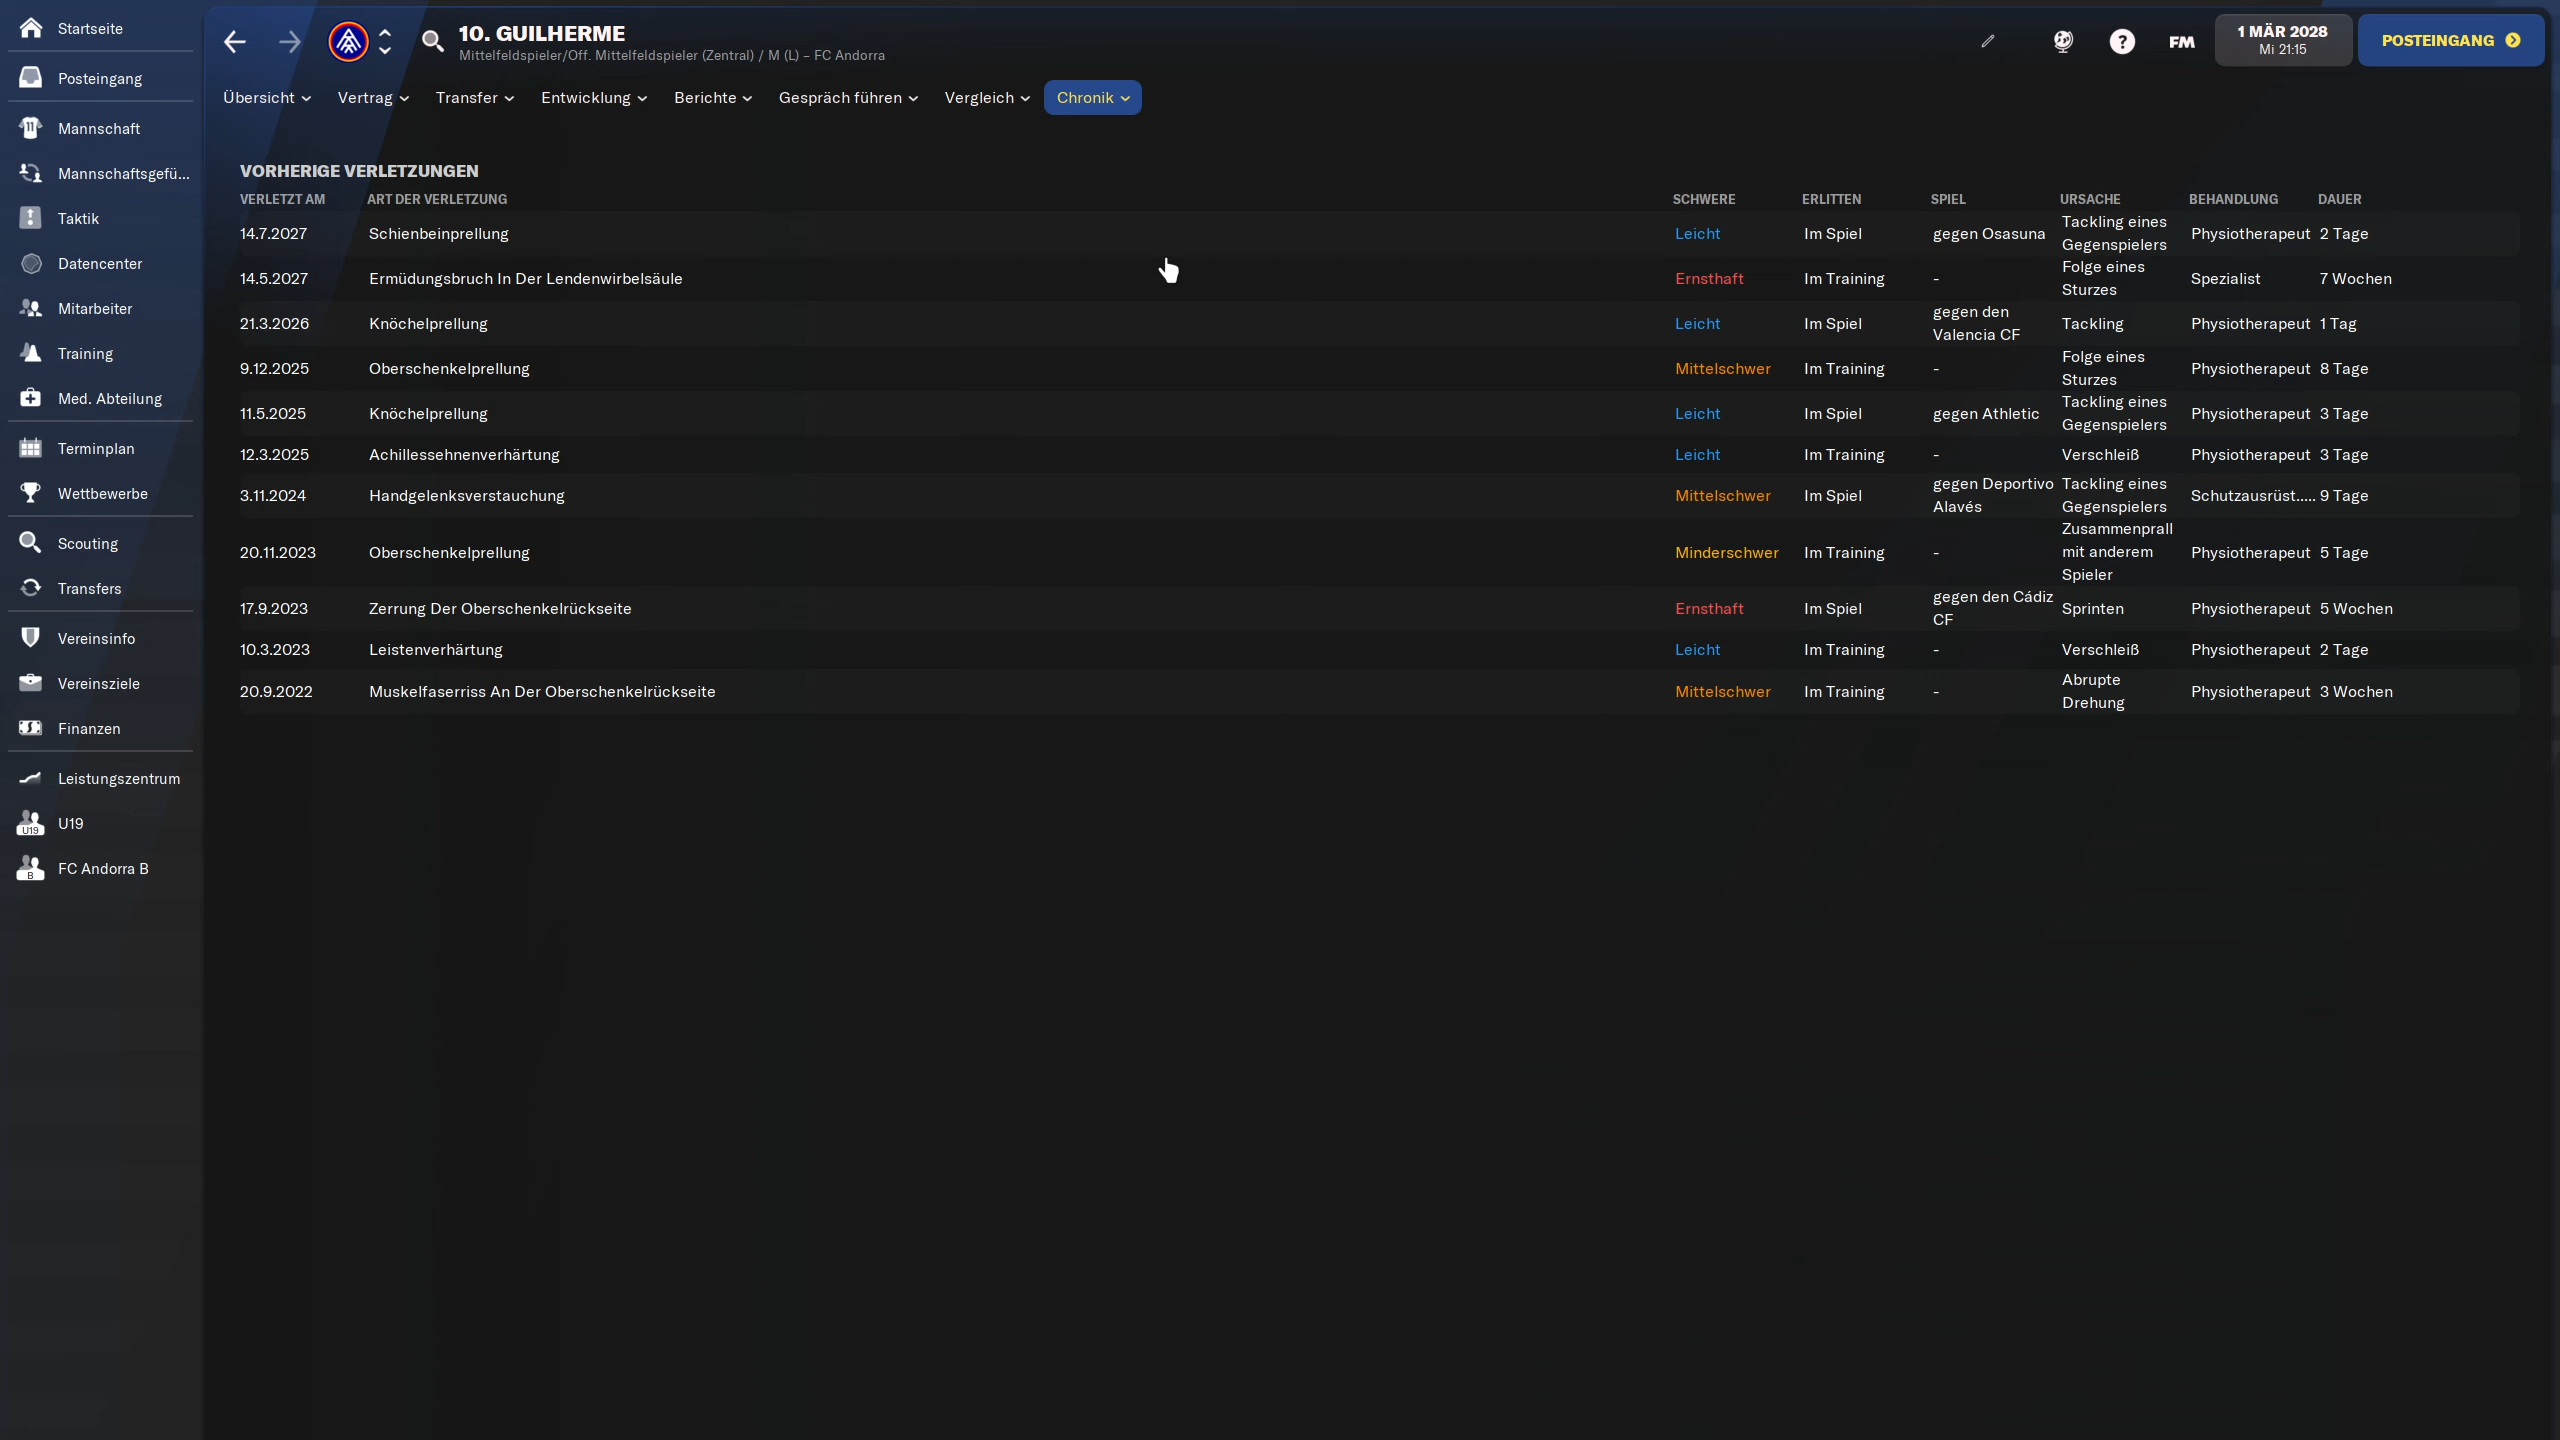 Startseite
Posteingang
Mannschaft
Mannschaftsgefü...
Taktik
Datencenter
Mitarbeiter
Training
Med. Abteilung
Terminplan
Wettbewerbe
Scouting
Transfers
Vereinsinfo
Vereinsziele
Finanzen
Leistungszentrum
U19 U19
B FC Andorra B
10. GUILHERME
Mittelfeldspieler/Off. Mittelfeldspieler (Zentral) / M (L) – FC Andorra
? FM
1 MÄR 2028
Mi 21:15
POSTEINGANG
Übersicht Vertrag Transfer Entwicklung Berichte Gespräch führen Vergleich Chronik
VORHERIGE VERLETZUNGEN
VERLETZT AM ART DER VERLETZUNG SCHWERE ERLITTEN SPIEL URSACHE BEHANDLUNG DAUER
14.7.2027 Schienbeinprellung Leicht Im Spiel gegen Osasuna Tackling eines
Gegenspielers Physiotherapeut 2 Tage
14.5.2027 Ermüdungsbruch In Der Lendenwirbelsäule Ernsthaft Im Training - Folge eines
Sturzes Spezialist 7 Wochen
21.3.2026 Knöchelprellung Leicht Im Spiel gegen den
Valencia CF Tackling Physiotherapeut 1 Tag
9.12.2025 Oberschenkelprellung Mittelschwer Im Training - Folge eines
Sturzes Physiotherapeut 8 Tage
11.5.2025 Knöchelprellung Leicht Im Spiel gegen Athletic Tackling eines
Gegenspielers Physiotherapeut 3 Tage
12.3.2025 Achillessehnenverhärtung Leicht Im Training - Verschleiß Physiotherapeut 3 Tage
3.11.2024 Handgelenksverstauchung Mittelschwer Im Spiel gegen Deportivo
Alavés Tackling eines
Gegenspielers Schutzausrüst..... 9 Tage
20.11.2023 Oberschenkelprellung Minderschwer Im Training - Zusammenprall
mit anderem
Spieler Physiotherapeut 5 Tage
17.9.2023 Zerrung Der Oberschenkelrückseite Ernsthaft Im Spiel gegen den Cádiz
CF Sprinten Physiotherapeut 5 Wochen
10.3.2023 Leistenverhärtung Leicht Im Training - Verschleiß Physiotherapeut 2 Tage
20.9.2022 Muskelfaserriss An Der Oberschenkelrückseite Mittelschwer Im Training - Abrupte
Drehung Physiotherapeut 3 Wochen